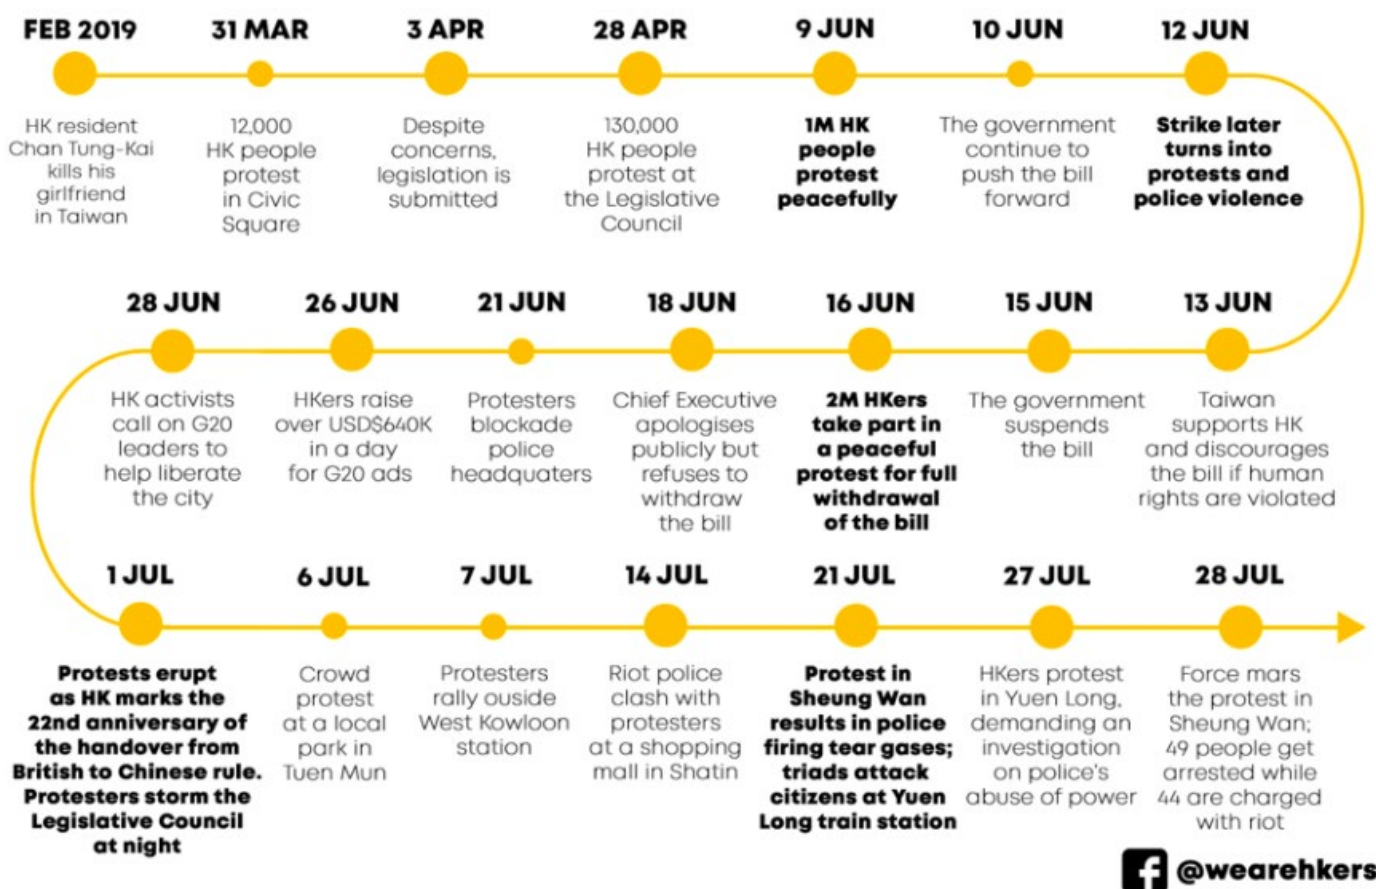 FEB 2019
HK resident
Chan Tung-Kai
kills his
girlfriend
in Taiwan
31 MAR
12,000
HK people
protest
in Civic
Square
3 APR
Despite
concerns,
legislation is
submitted
28 APR
130,000
HK people
protest at
the Legislative
Council
9 JUN
1M HK
people
protest
peacefully
10 JUN
The government
continue to
push the bill
forward
12 JUN
Strike later
turns into
protests and
police violence
13 JUN
Taiwan
supports HK
and discourages
the bill if human
rights are violated
15 JUN
The government
suspends
the bill
16 JUN
2M HKers
take part in
a peaceful
protest for full
withdrawal
of the bill
18 JUN
Chief Executive
apologises
publicly but
refuses to
withdraw
the bill
21 JUN
Protesters
blockade
police
headquaters
26 JUN
HKers raise
over USD$640K
in a day
for G20 ads
28 JUN
HK activists
call on G20
leaders to
help liberate
the city
1 JUL
Protests erupt
as HK marks the
22nd anniversary of
the handover from
British to Chinese rule.
Protesters storm the
Legislative Council
at night
6 JUL
Crowd
protest
at a local
park in
Tuen Mun
7 JUL
Protesters
rally ouside
West Kowloon
station
14 JUL
Riot police
clash with
protesters
at a shopping
mall in Shatin
21 JUL
Protest in
Sheung Wan
results in police
firing tear gases;
triads attack
citizens at Yuen
Long train station
27 JUL
HKers protest
in Yuen Long,
demanding an
investigation
on police's
abuse of power
28 JUL
Force mars
the protest in
Sheung Wan;
49 people get
arrested while
44 are charged
with riot
@wearehkers